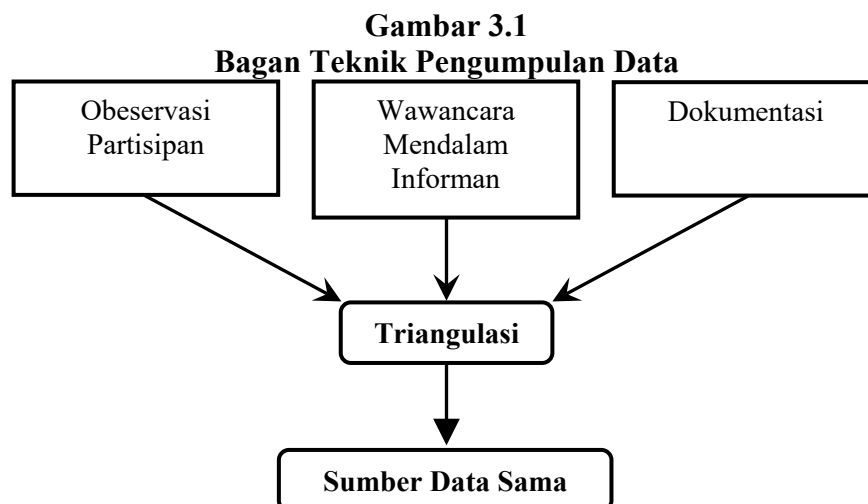 Gambar 3.1
Bagan Teknik Pengumpulan Data
Obeservasi
Partisipan
Wawancara
Mendalam
Informan
Dokumentasi
Triangulasi
Sumber Data Sama